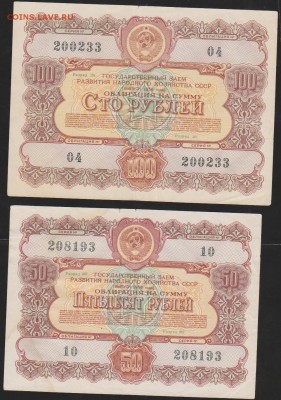 COINS.LAVE.RU
200233 04
100 100
ГОСУДАРСТВЕННЫЙ ЗАЕМ
РАЗВИТИЯ НАРОДНОГО ХОЗЯЙСТВА СССР
ОБЛИГАЦИЯ НА СУММУ
СТО РУБЛЕЙ
04 200233
100
208193 10
50 50
ГОСУДАРСТВЕННЫЙ ЗАЕМ
РАЗВИТИЯ НАРОДНОГО ХОЗЯЙСТВА СССР
ОБЛИГАЦИЯ НА СУММУ
ПЯТЬДЕСЯТ РУБЛЕЙ
10 208193
50